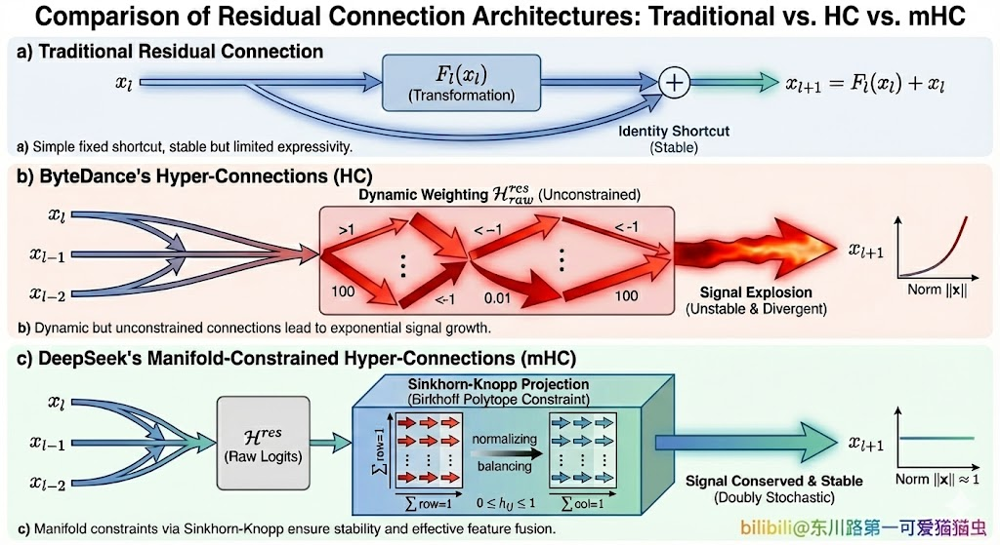 Comparison of Residual Connection Architectures: Traditional vs. HC vs. mHC
a) Traditional Residual Connection
x_l
F_l(x_l)
(Transformation)
+
x_{l+1} = F_l(x_l) + x_l
Identity Shortcut
(Stable)
a) Simple fixed shortcut, stable but limited expressivity.
b) ByteDance's Hyper-Connections (HC)
Dynamic Weighting H_{raw}^{res} (Unconstrained)
x_l
x_{l-1}
x_{l-2}
>1
100
< -1
<-1
0.01
< -1
100
x_{l+1}
Signal Explosion
(Unstable & Divergent)
Norm ||x||
b) Dynamic but unconstrained connections lead to exponential signal growth.
c) DeepSeek's Manifold-Constrained Hyper-Connections (mHC)
x_l
x_{l-1}
x_{l-2}
H^{res}
(Raw Logits)
Sinkhorn-Knopp Projection
(Birkhoff Polytope Constraint)
∑row=1
normalizing
balancing
∑row=1
0 ≤ h_{ij} ≤ 1
∑col=1
x_{l+1}
Signal Conserved & Stable
(Doubly Stochastic)
Norm ||x|| ≈ 1
c) Manifold constraints via Sinkhorn-Knopp ensure stability and effective feature fusion.
bilibili@东川路第一可爱猫猫虫